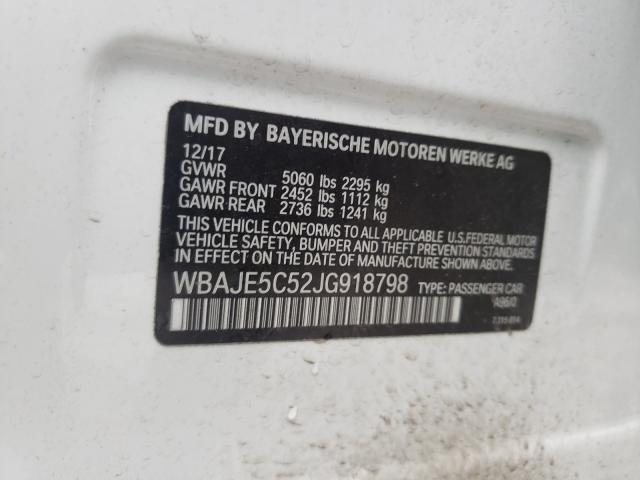 MFD BY BAYERISCHE MOTOREN WERKE AG
12/17
GVWR 5060 lbs 2295 kg
GAWR FRONT 2452 lbs 1112 kg
GAWR REAR 2736 lbs 1241 kg
THIS VEHICLE CONFORMS TO ALL APPLICABLE U.S.FEDERAL MOTOR
VEHICLE SAFETY, BUMPER AND THEFT PREVENTION STANDARDS
IN EFFECT ON THE DATE OF MANUFACTURE SHOWN ABOVE.
WBAJE5C52JG918798 TYPE: PASSENGER CAR
A96/0